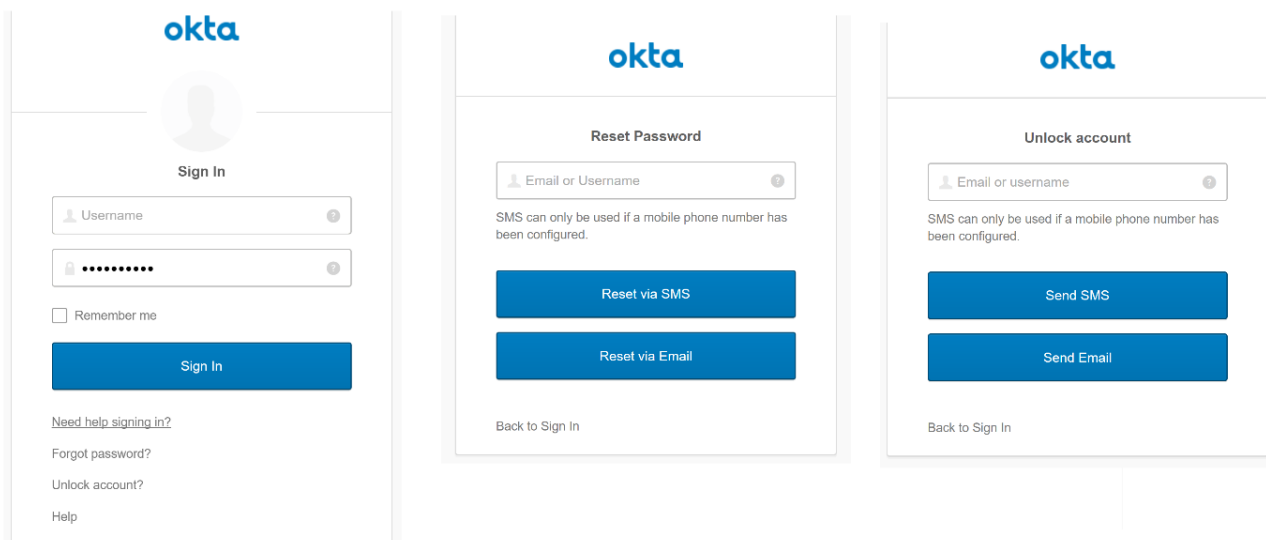 okta
Sign In
Username
••••••••••
Remember me
Sign In
Need help signing in?
Forgot password?
Unlock account?
Help
okta
Reset Password
Email or Username
SMS can only be used if a mobile phone number has
been configured.
Reset via SMS
Reset via Email
Back to Sign In
okta
Unlock account
Email or username
SMS can only be used if a mobile phone number has
been configured.
Send SMS
Send Email
Back to Sign In